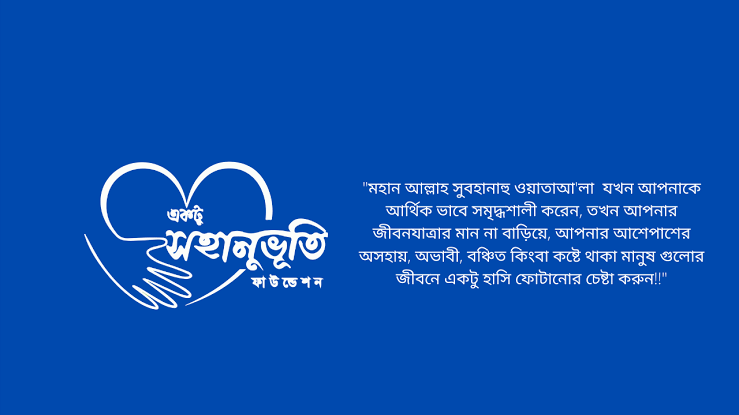 একটু
সহানুভূতি
ফাউন্ডেশন
"মহান আল্লাহ সুবহানাহু ওয়াতাআ'লা যখন আপনাকে
আর্থিক ভাবে সমৃদ্ধশালী করেন, তখন আপনার
জীবনযাত্রার মান না বাড়িয়ে, আপনার আশেপাশের
অসহায়, অভাবী, বঞ্চিত কিংবা কষ্টে থাকা মানুষ গুলোর
জীবনে একটু হাসি ফোটানোর চেষ্টা করুন!!"